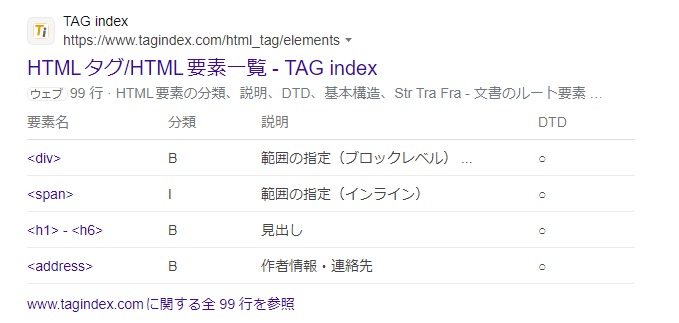 Ti
TAG index
https://www.tagindex.com/html_tag/elements
HTMLタグ/HTML要素一覧 - TAG index
ウェブ 99 行 · HTML要素の分類、説明、DTD、基本構造、Str Tra Fra - 文書のルート要素 ...
要素名 分類 説明 DTD
<div> B 範囲の指定（ブロックレベル） ... ○
<span> I 範囲の指定（インライン） ○
<h1> - <h6> B 見出し ○
<address> B 作者情報・連絡先 ○
www.tagindex.comに関する全 99 行を参照